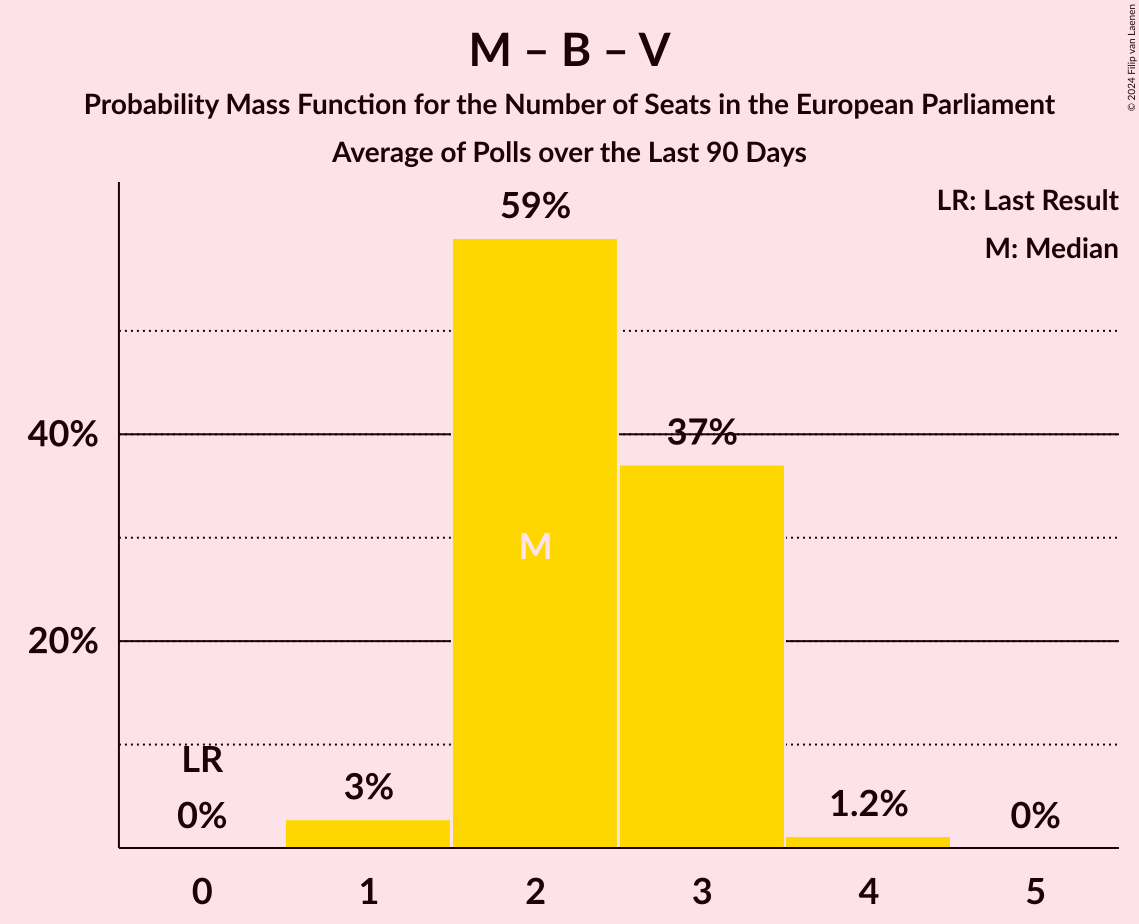 M – B – V
Probability Mass Function for the Number of Seats in the European Parliament
Average of Polls over the Last 90 Days
© 2024 Filip van Laenen
LR: Last Result
M: Median
59%
40%
37%
M
20%
LR
0%
3%
1.2%
0%
0 1 2 3 4 5